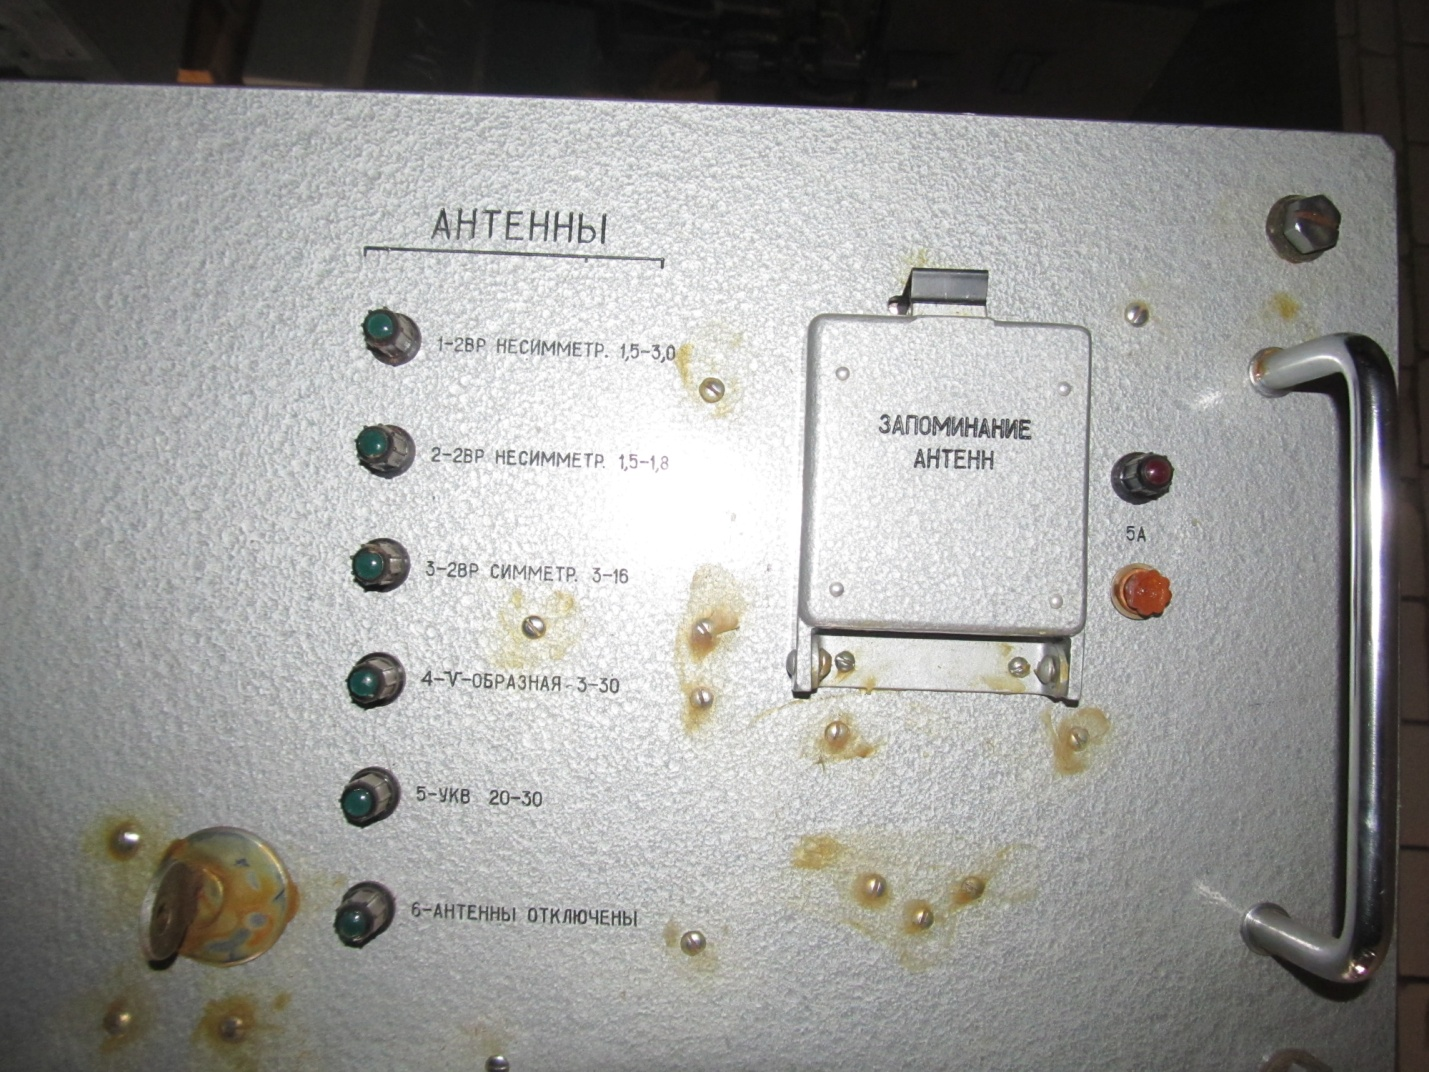 АНТЕННЫ
1-2ВР НЕСИММЕТР. 1,5-3,0
2-2ВР НЕСИММЕТР. 1,5-1,8
3-2ВР СИММЕТР. 3-16
4-V-ОБРАЗНАЯ-3-30
5-УКВ 20-30
6-АНТЕННЫ ОТКЛЮЧЕНЫ
ЗАПОМИНАНИЕ
АНТЕНН
5А